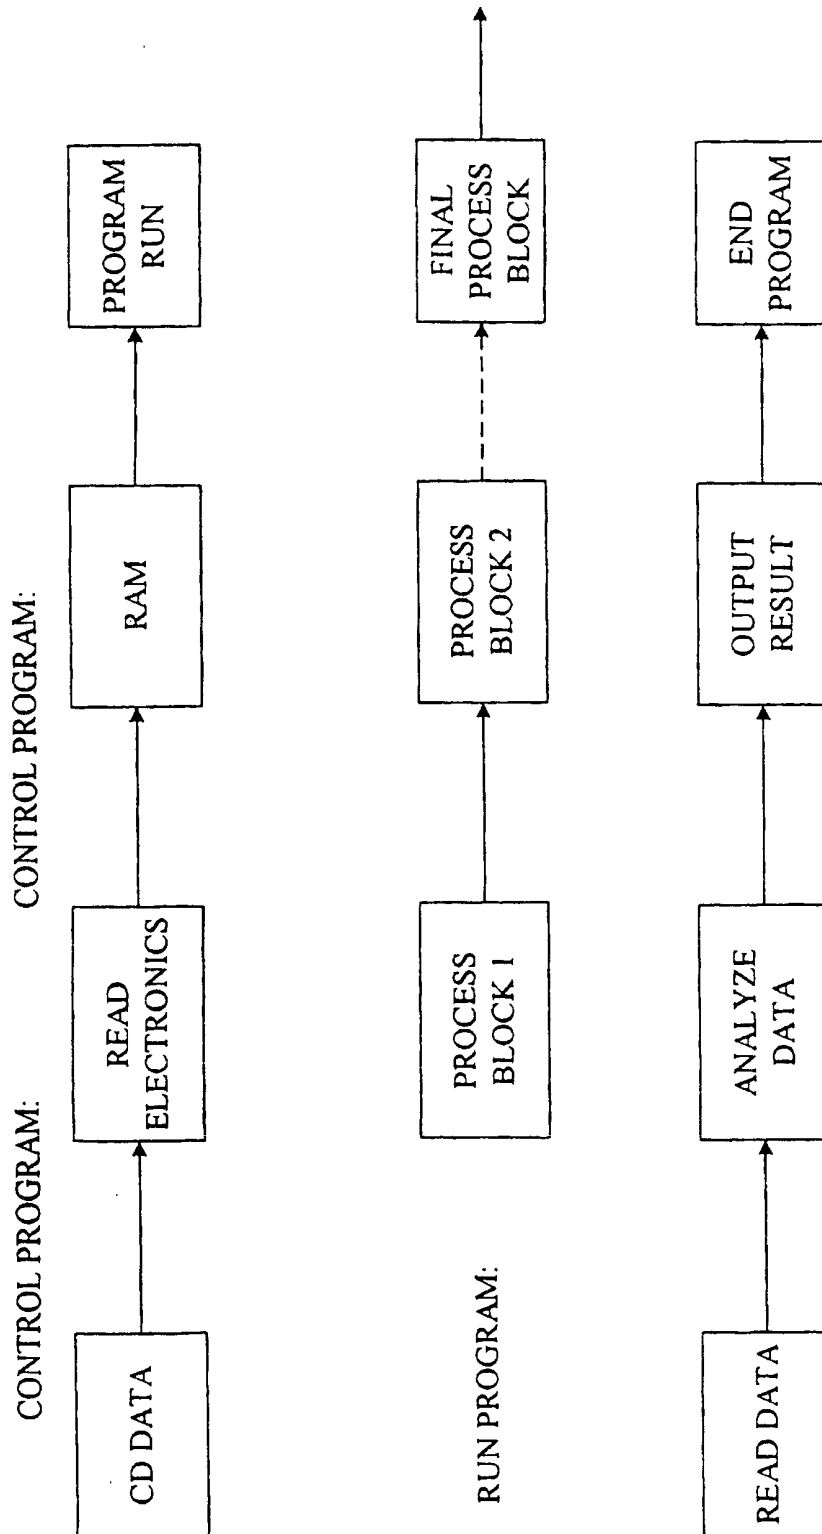 CONTROL PROGRAM:
CONTROL PROGRAM:
CD DATA
READ
ELECTRONICS
RAM
PROGRAM
RUN
RUN PROGRAM:
PROCESS
BLOCK 1
PROCESS
BLOCK 2
FINAL
PROCESS
BLOCK
READ DATA
ANALYZE
DATA
OUTPUT
RESULT
END
PROGRAM